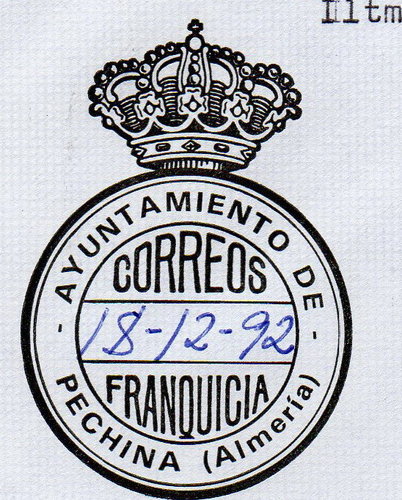 Iltm
AYUNTAMIENTO DE
CORREOS
18-12-92
FRANQUICIA
PECHINA (Almería)